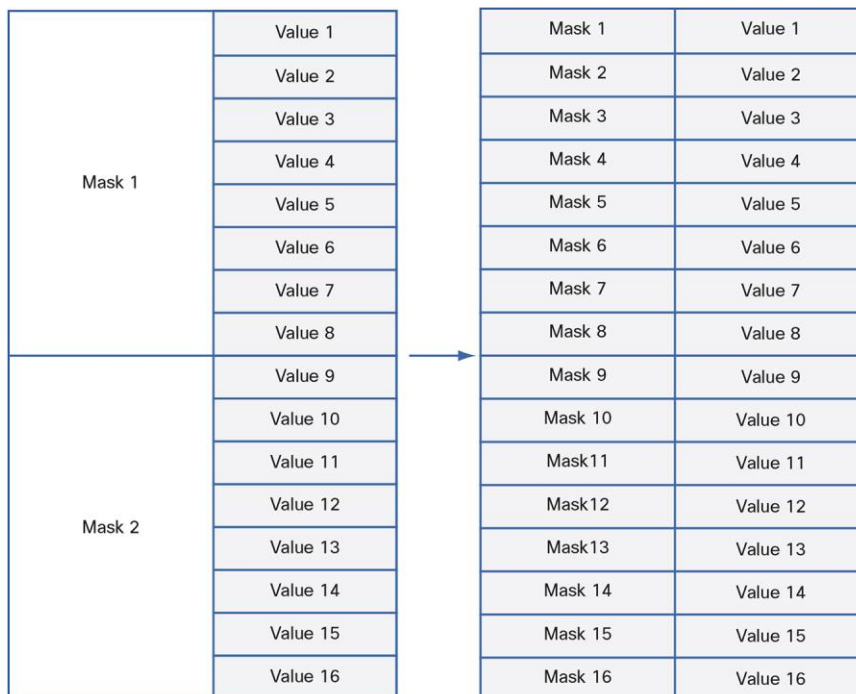 Mask 1
Value 1
Value 2
Value 3
Value 4
Value 5
Value 6
Value 7
Value 8
Mask 2
Value 9
Value 10
Value 11
Value 12
Value 13
Value 14
Value 15
Value 16
Mask 1 Value 1
Mask 2 Value 2
Mask 3 Value 3
Mask 4 Value 4
Mask 5 Value 5
Mask 6 Value 6
Mask 7 Value 7
Mask 8 Value 8
Mask 9 Value 9
Mask 10 Value 10
Mask11 Value 11
Mask12 Value 12
Mask13 Value 13
Mask 14 Value 14
Mask 15 Value 15
Mask 16 Value 16